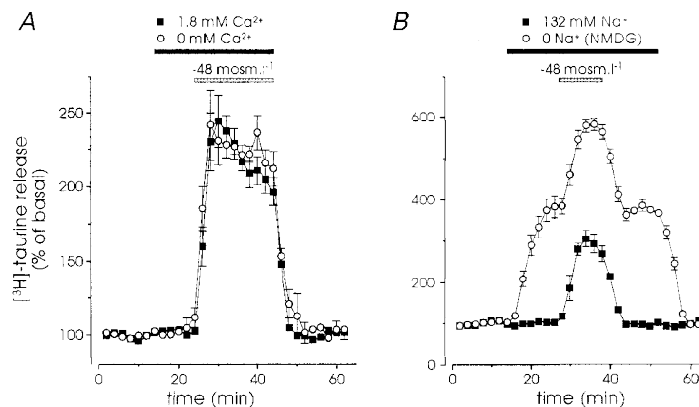 A
■ 1.8 mM Ca²⁺
○ 0 mM Ca²⁺
-48 mosm.l⁻¹
[³H]-taurine release
(% of basal)
250
200
150
100
0
20
40
60
time (min)
B
■ 132 mM Na⁺
○ 0 Na⁺ (NMDG)
-48 mosm.l⁻¹
600
400
200
0
0
20
40
60
time (min)